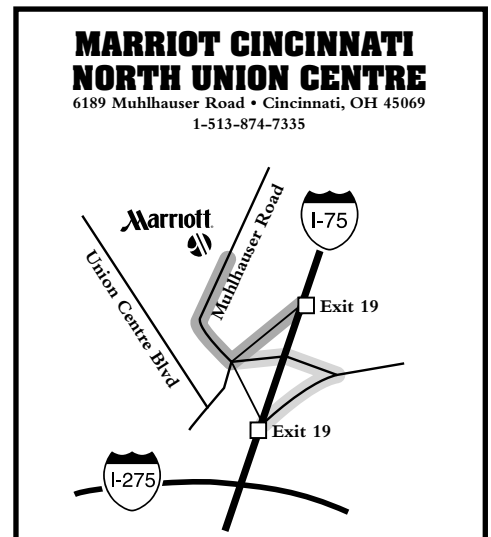 MARRIOT CINCINNATI
NORTH UNION CENTRE
6189 Muhlhauser Road • Cincinnati, OH 45069
1-513-874-7335
Marriott
Muhlhauser Road
I-75
Union Centre Blvd
Exit 19
Exit 19
I-275